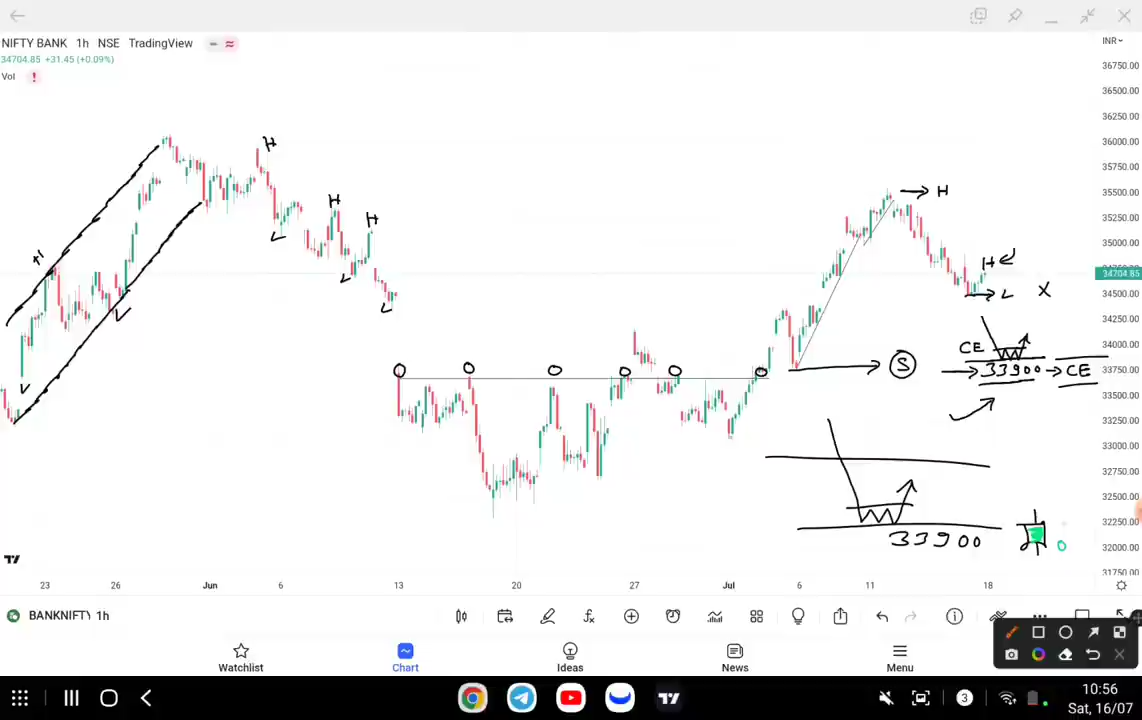 NIFTY BANK 1h NSE TradingView
34704.85 +31.45 (+0.09%)
Vol !
INR
36750.00
36500.00
36250.00
36000.00
35750.00
35500.00
35250.00
35000.00
34704.85
34500.00
34250.00
34000.00
33750.00
33500.00
33250.00
33000.00
32750.00
32500.00
32250.00
32000.00
31750.00
H
H
H
L
L
L
H
H
L X
S
CE
33900 → CE
33900
23 26 Jun 6 13 20 27 Jul 6 11 18
BANKNIFTY 1h
Watchlist Chart Ideas News Menu
3
10:56
Sat, 16/07